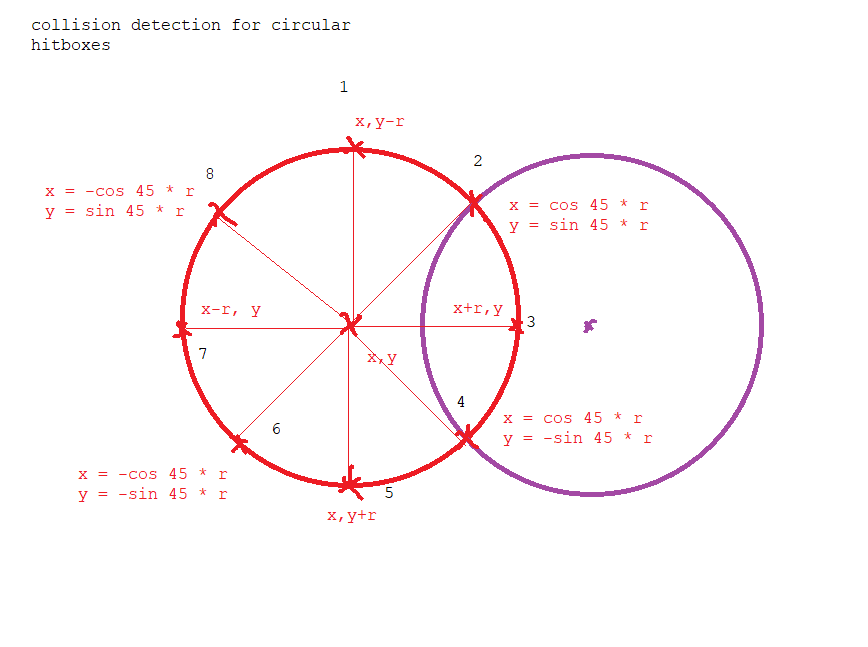 collision detection for circular
hitboxes
1
x,y-r
2
8
x = -cos 45 * r
y = sin 45 * r
x = cos 45 * r
y = sin 45 * r
x-r, y
x+r,y
3
7
x,y
4
x = cos 45 * r
y = -sin 45 * r
6
x = -cos 45 * r
y = -sin 45 * r
5
x,y+r